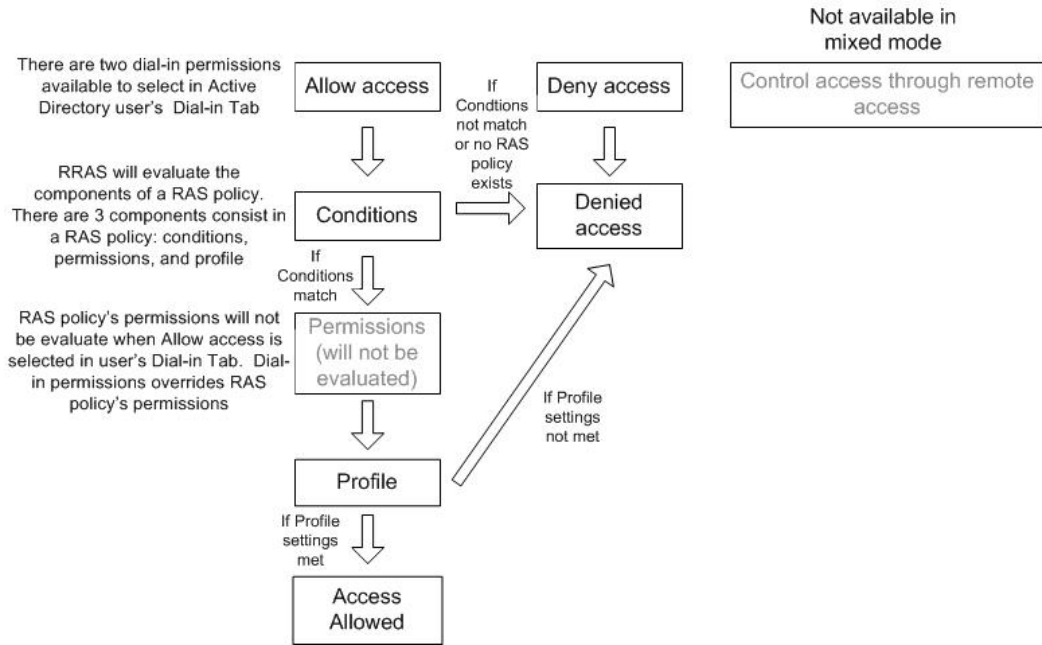 Not available in
mixed mode
There are two dial-in permissions
available to select in Active
Directory user's Dial-in Tab
Allow access
If
Condtions
not match
or no RAS
policy
exists
Deny access
Control access through remote
access
RRAS will evaluate the
components of a RAS policy.
There are 3 components consist in
a RAS policy: conditions,
permissions, and profile
Conditions
Denied
access
If
Conditions
match
RAS policy's permissions will not
be evaluate when Allow access is
selected in user's Dial-in Tab. Dial-
in permissions overrides RAS
policy's permissions
Permissions
(will not be
evaluated)
If Profile
settings
not met
Profile
If Profile
settings
met
Access
Allowed